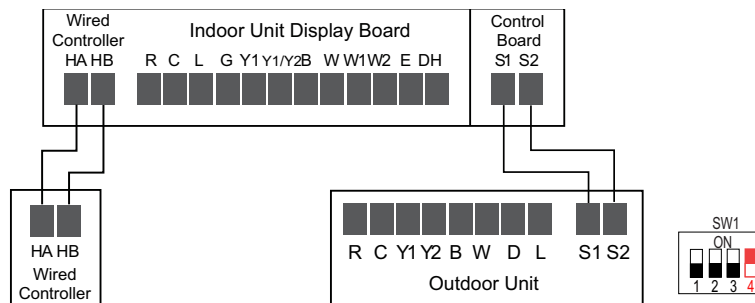 Wired
Controller
HA HB
Indoor Unit Display Board
R C L G Y1 Y1/Y2 B W W1 W2 E DH
Control
Board
S1 S2
HA HB
Wired
Controller
R C Y1 Y2 B W D L S1 S2
Outdoor Unit
SW1
ON
1 2 3 4